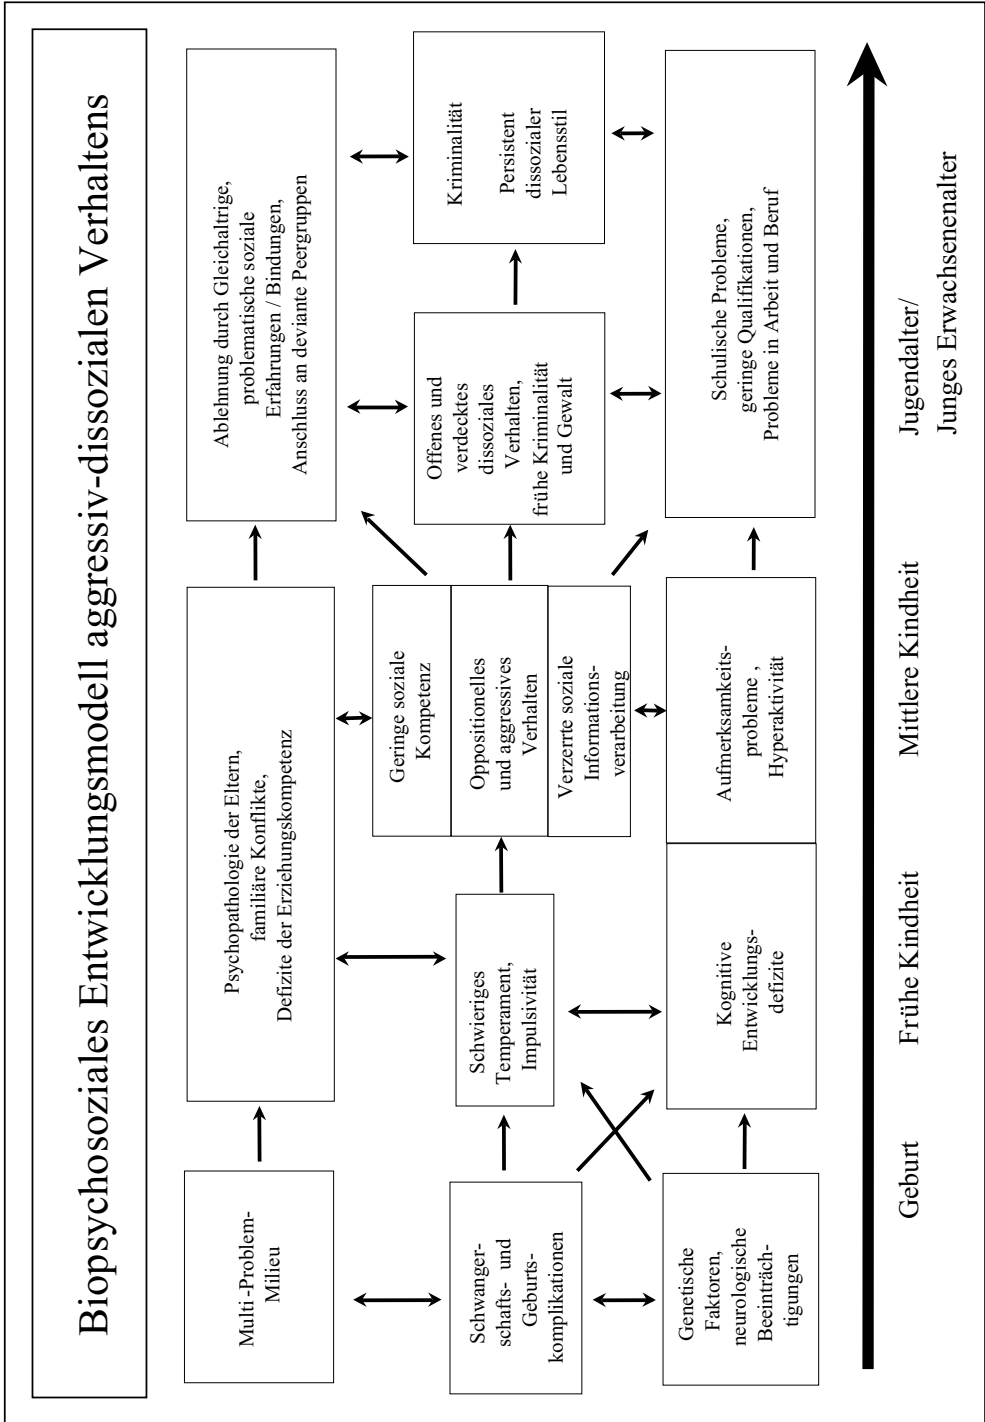 Biopsychosoziales Entwicklungsmodell aggressiv-dissozialen Verhaltens
Multi -Problem-
Milieu
Psychopathologie der Eltern,
familiäre Konflikte,
Defizite der Erziehungskompetenz
Ablehnung durch Gleichaltrige,
problematische soziale
Erfahrungen / Bindungen,
Anschluss an deviante Peergruppen
Schwanger-
schafts- und
Geburts-
komplikationen
Schwieriges
Temperament,
Impulsivität
Geringe soziale
Kompetenz
Oppositionelles
und aggressives
Verhalten
Verzerrte soziale
Informations-
verarbeitung
Offenes und
verdecktes
dissoziales
Verhalten,
frühe Kriminalität
und Gewalt
Kriminalität
Persistent
dissozialer
Lebensstil
Genetische
Faktoren,
neurologische
Beeinträch-
tigungen
Kognitive
Entwicklungs-
defizite
Aufmerksamkeits-
probleme ,
Hyperaktivität
Schulische Probleme,
geringe Qualifikationen,
Probleme in Arbeit und Beruf
Geburt
Frühe Kindheit
Mittlere Kindheit
Jugendalter/
Junges Erwachsenenalter